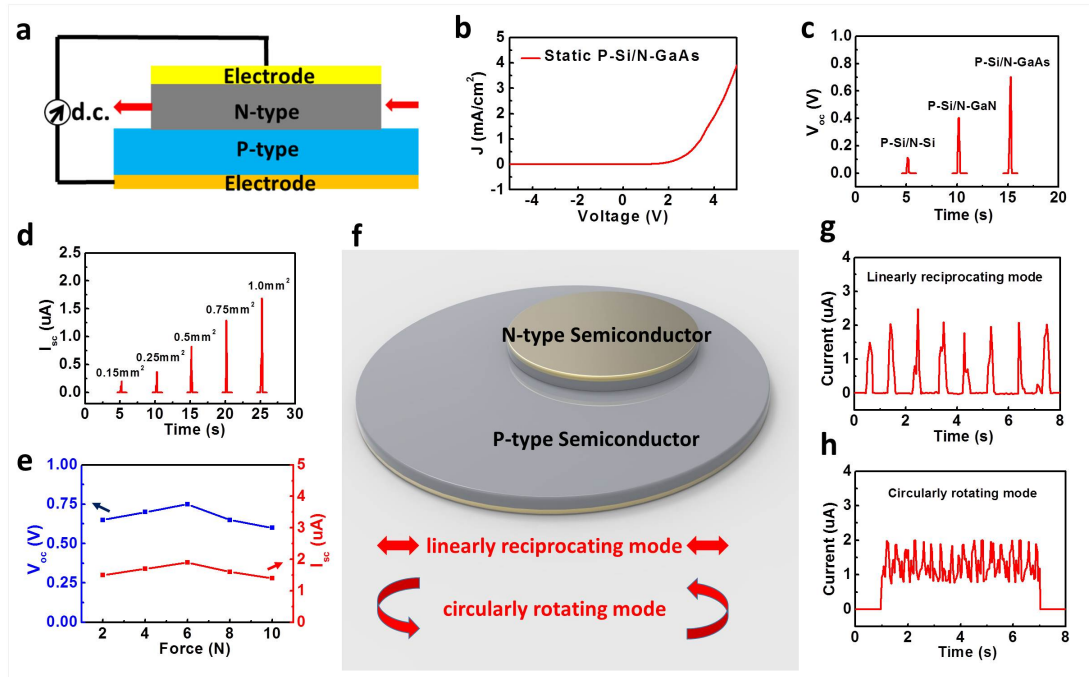 a
Electrode
d.c.
N-type
P-type
Electrode
b
Static P-Si/N-GaAs
J (mA/cm²)
5
4
3
2
1
0
-1
-4 -2 0 2 4
Voltage (V)
c
V_oc (V)
1.0
0.8
0.6
0.4
0.2
0.0
P-Si/N-GaAs
P-Si/N-GaN
P-Si/N-Si
0 5 10 15 20
Time (s)
d
I_sc (uA)
2.5
2.0
1.5
1.0
0.5
0.0
1.0mm²
0.75mm²
0.5mm²
0.25mm²
0.15mm²
0 5 10 15 20 25 30
Time (s)
e
V_oc (V)
1.00
0.75
0.50
0.25
0.00
5
4
3
2
1
0
I_sc (uA)
2 4 6 8 10
Force (N)
f
N-type Semiconductor
P-type Semiconductor
linearly reciprocating mode
circularly rotating mode
g
Linearly reciprocating mode
Current (uA)
4
3
2
1
0
0 2 4 6 8
Time (s)
h
Circularly rotating mode
Current (uA)
4
3
2
1
0
0 2 4 6 8
Time (s)